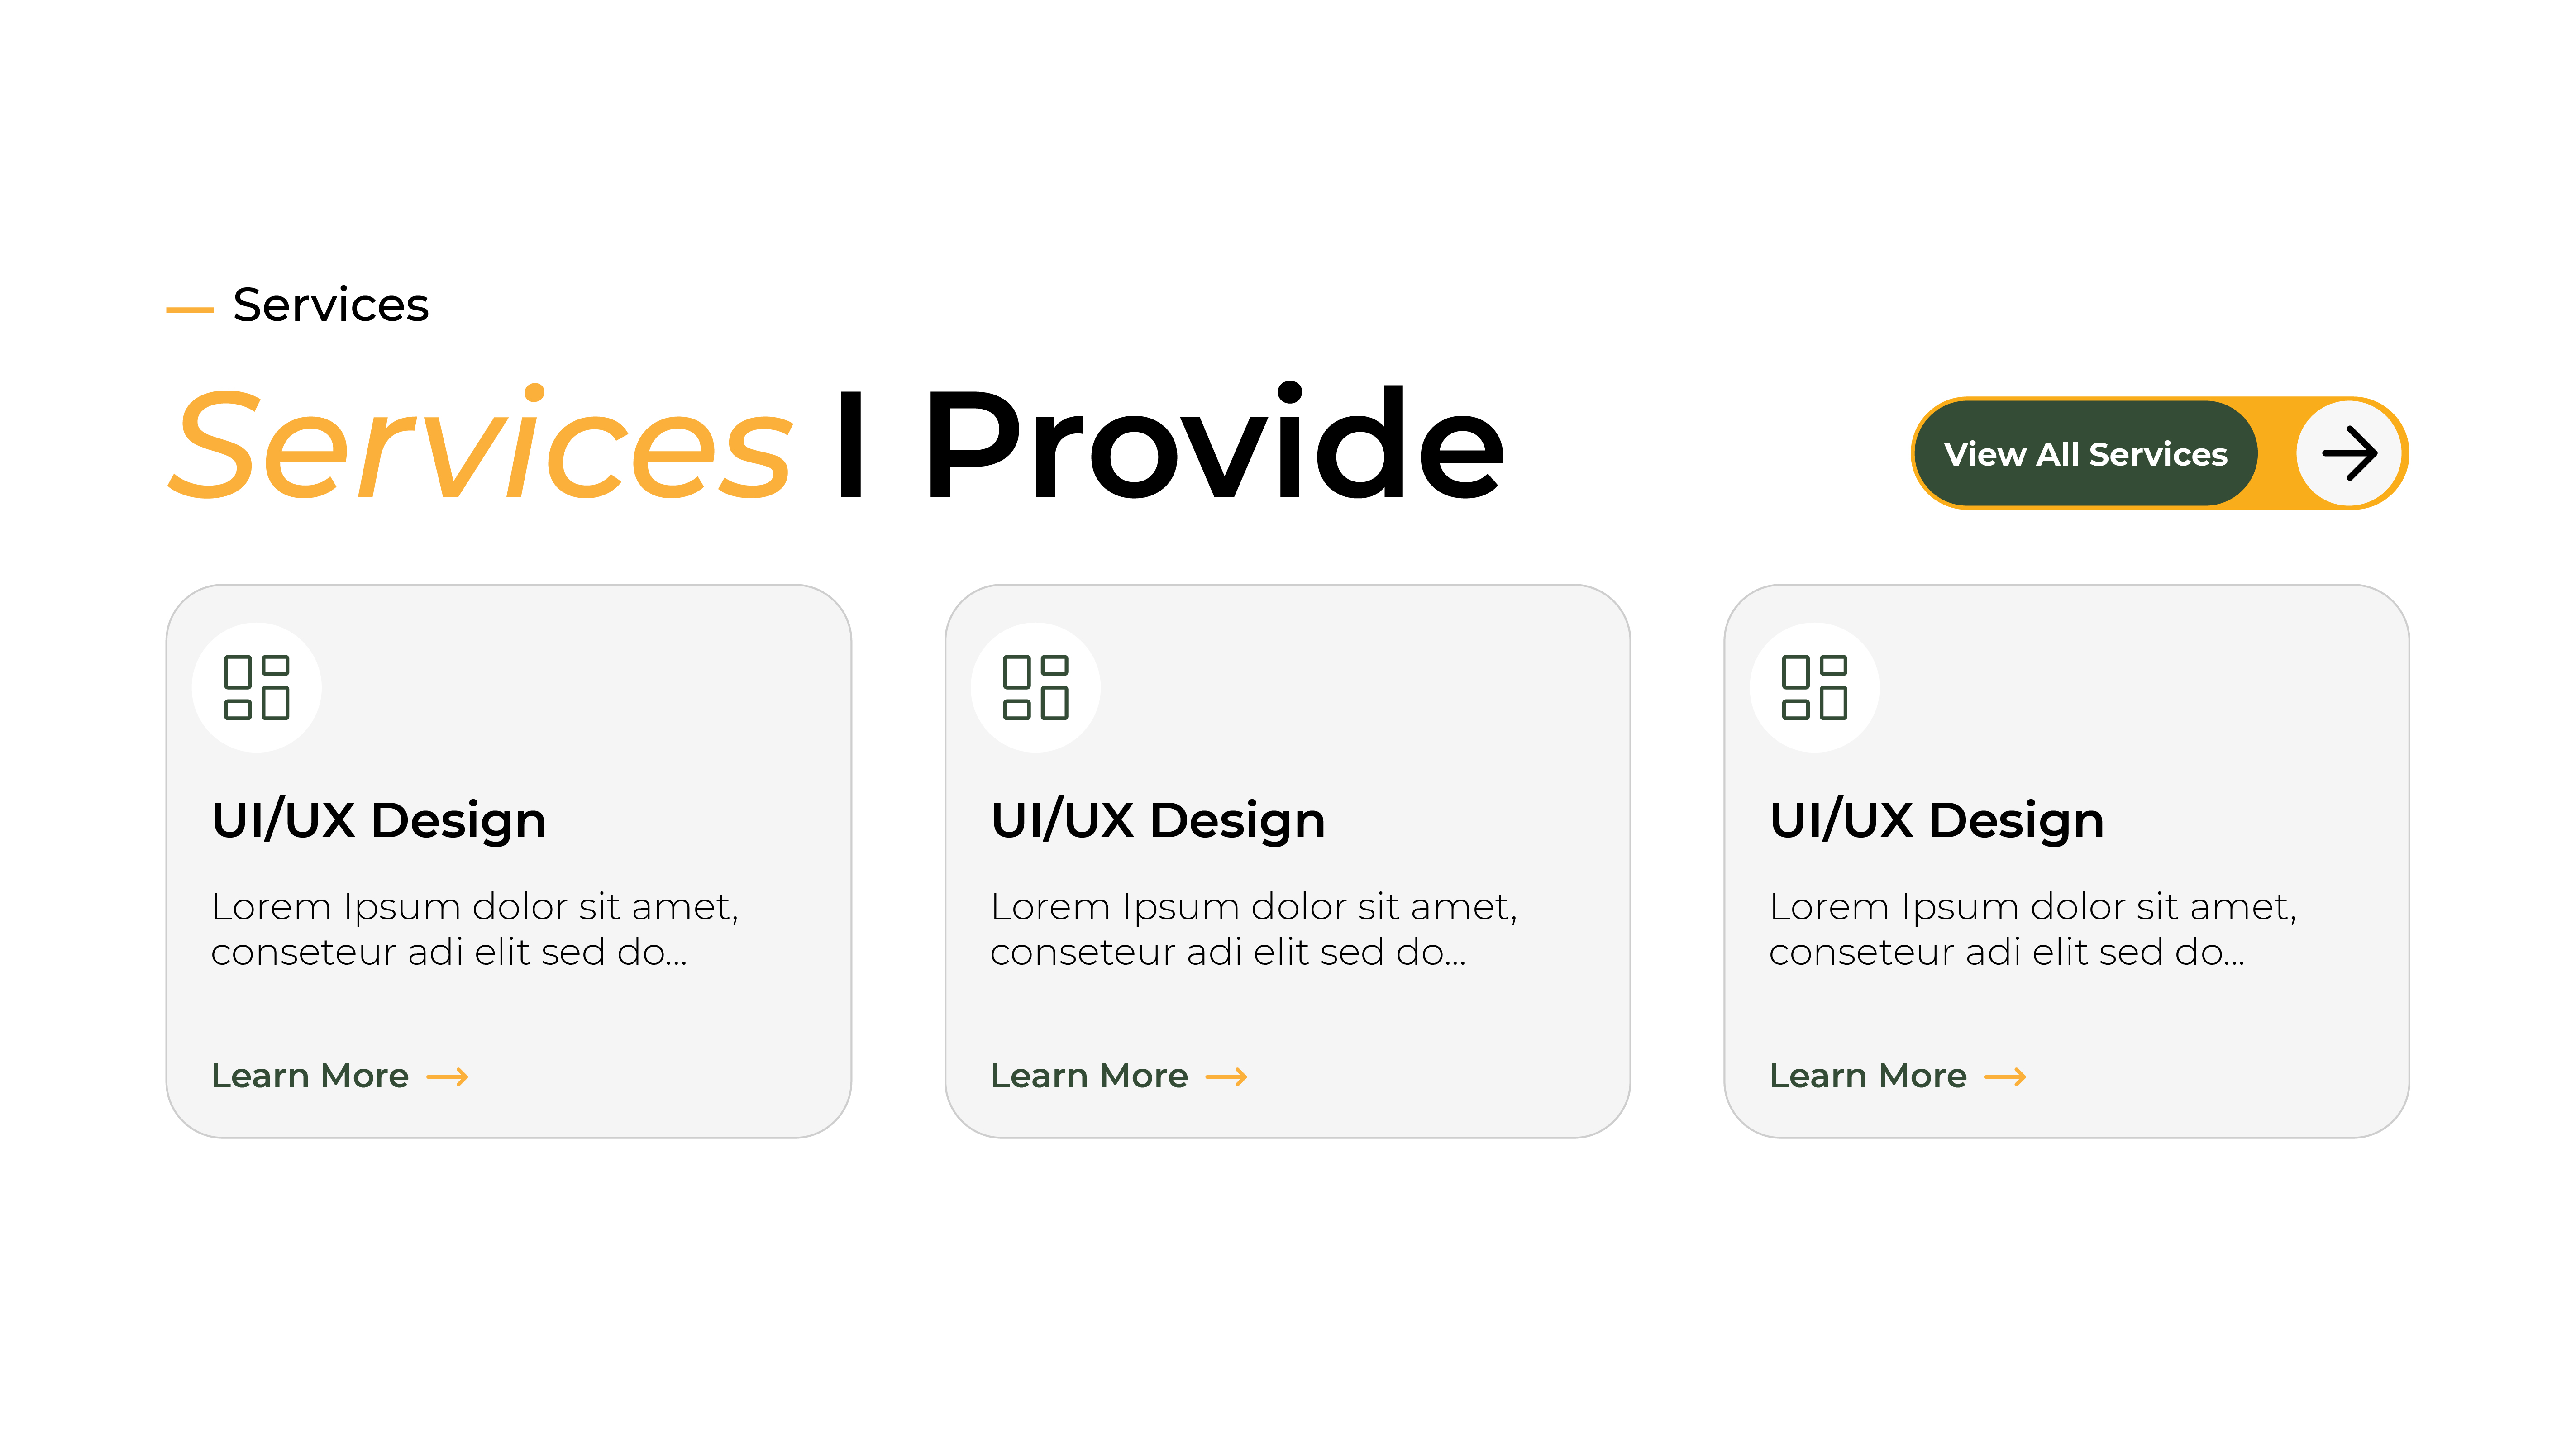 Services
Services I Provide
View All Services
UI/UX Design
Lorem Ipsum dolor sit amet,
conseteur adi elit sed do...
Learn More
UI/UX Design
Lorem Ipsum dolor sit amet,
conseteur adi elit sed do...
Learn More
UI/UX Design
Lorem Ipsum dolor sit amet,
conseteur adi elit sed do...
Learn More